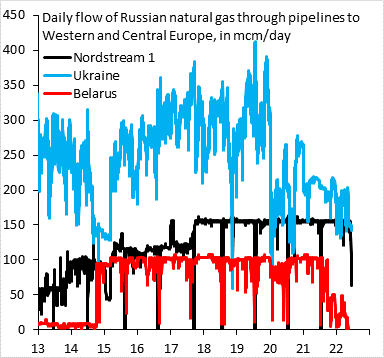 Daily flow of Russian natural gas through pipelines to
Western and Central Europe, in mcm/day
Nordstream 1
Ukraine
Belarus
450
400
350
300
250
200
150
100
50
0
13 14 15 16 17 18 19 20 21 22